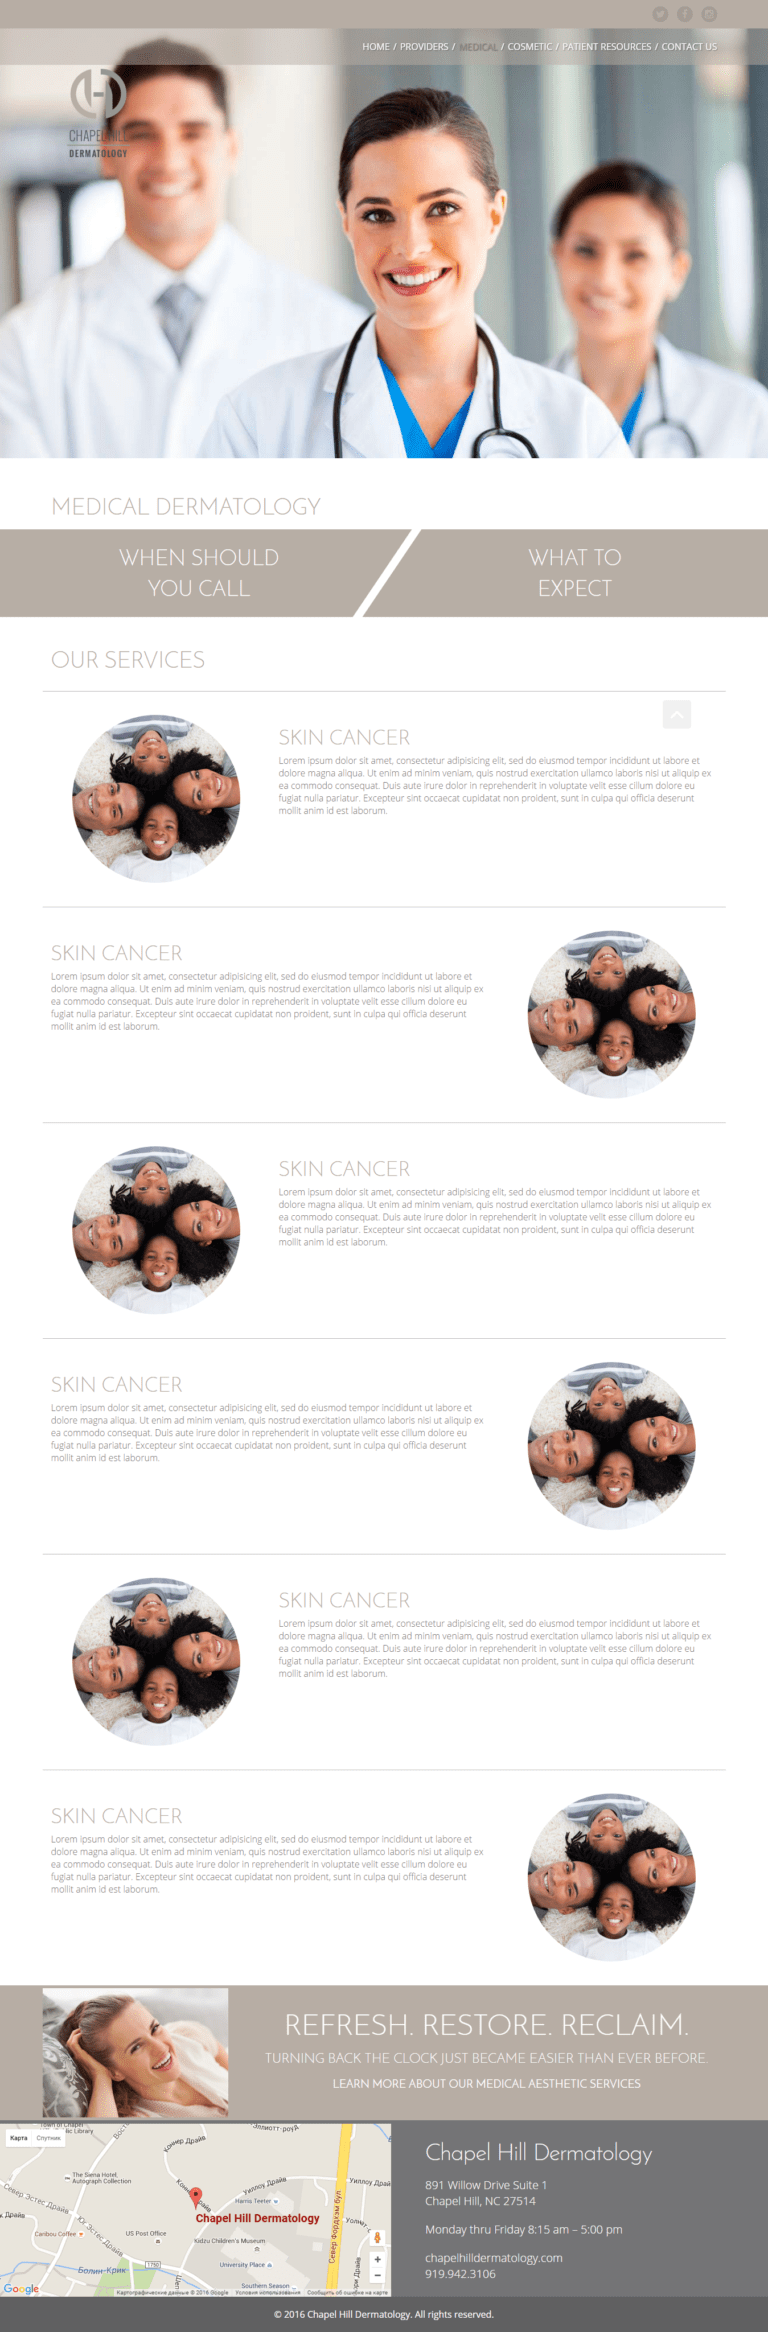 HOME / PROVIDERS / MEDICAL / COSMETIC / PATIENT RESOURCES / CONTACT US
CHAPEL HILL
DERMATOLOGY
MEDICAL DERMATOLOGY
WHEN SHOULD
YOU CALL
WHAT TO
EXPECT
OUR SERVICES
SKIN CANCER
Lorem ipsum dolor sit amet, consectetur adipisicing elit, sed do eiusmod tempor incididunt ut labore et
dolore magna aliqua. Ut enim ad minim veniam, quis nostrud exercitation ullamco laboris nisi ut aliquip ex
ea commodo consequat. Duis aute irure dolor in reprehenderit in voluptate velit esse cillum dolore eu
fugiat nulla pariatur. Excepteur sint occaecat cupidatat non proident, sunt in culpa qui officia deserunt
mollit anim id est laborum.
SKIN CANCER
Lorem ipsum dolor sit amet, consectetur adipisicing elit, sed do eiusmod tempor incididunt ut labore et
dolore magna aliqua. Ut enim ad minim veniam, quis nostrud exercitation ullamco laboris nisi ut aliquip ex
ea commodo consequat. Duis aute irure dolor in reprehenderit in voluptate velit esse cillum dolore eu
fugiat nulla pariatur. Excepteur sint occaecat cupidatat non proident, sunt in culpa qui officia deserunt
mollit anim id est laborum.
SKIN CANCER
Lorem ipsum dolor sit amet, consectetur adipisicing elit, sed do eiusmod tempor incididunt ut labore et
dolore magna aliqua. Ut enim ad minim veniam, quis nostrud exercitation ullamco laboris nisi ut aliquip ex
ea commodo consequat. Duis aute irure dolor in reprehenderit in voluptate velit esse cillum dolore eu
fugiat nulla pariatur. Excepteur sint occaecat cupidatat non proident, sunt in culpa qui officia deserunt
mollit anim id est laborum.
SKIN CANCER
Lorem ipsum dolor sit amet, consectetur adipisicing elit, sed do eiusmod tempor incididunt ut labore et
dolore magna aliqua. Ut enim ad minim veniam, quis nostrud exercitation ullamco laboris nisi ut aliquip ex
ea commodo consequat. Duis aute irure dolor in reprehenderit in voluptate velit esse cillum dolore eu
fugiat nulla pariatur. Excepteur sint occaecat cupidatat non proident, sunt in culpa qui officia deserunt
mollit anim id est laborum.
SKIN CANCER
Lorem ipsum dolor sit amet, consectetur adipisicing elit, sed do eiusmod tempor incididunt ut labore et
dolore magna aliqua. Ut enim ad minim veniam, quis nostrud exercitation ullamco laboris nisi ut aliquip ex
ea commodo consequat. Duis aute irure dolor in reprehenderit in voluptate velit esse cillum dolore eu
fugiat nulla pariatur. Excepteur sint occaecat cupidatat non proident, sunt in culpa qui officia deserunt
mollit anim id est laborum.
SKIN CANCER
Lorem ipsum dolor sit amet, consectetur adipisicing elit, sed do eiusmod tempor incididunt ut labore et
dolore magna aliqua. Ut enim ad minim veniam, quis nostrud exercitation ullamco laboris nisi ut aliquip ex
ea commodo consequat. Duis aute irure dolor in reprehenderit in voluptate velit esse cillum dolore eu
fugiat nulla pariatur. Excepteur sint occaecat cupidatat non proident, sunt in culpa qui officia deserunt
mollit anim id est laborum.
REFRESH. RESTORE. RECLAIM.
TURNING BACK THE CLOCK JUST BECAME EASIER THAN EVER BEFORE.
LEARN MORE ABOUT OUR MEDICAL AESTHETIC SERVICES
Карта Спутник
Эллиотт-роуд
Коннер Драйв
The Siena Hotel,
Autograph Collection
Север Эстес Драйв
Уиллоу Драйв
Harris Teeter
Chapel Hill Dermatology
Caribou Coffee
US Post Office
Kidzu Children's Museum
Север Фордхэм бул
University Place
Болин-Крик
1750
Southern Season
Google
Картографические данные © 2016 Google Условия использования Сообщить об ошибке на карте
Chapel Hill Dermatology
891 Willow Drive Suite 1
Chapel Hill, NC 27514
Monday thru Friday 8:15 am – 5:00 pm
chapelhilldermatology.com
919.942.3106
© 2016 Chapel Hill Dermatology. All rights reserved.